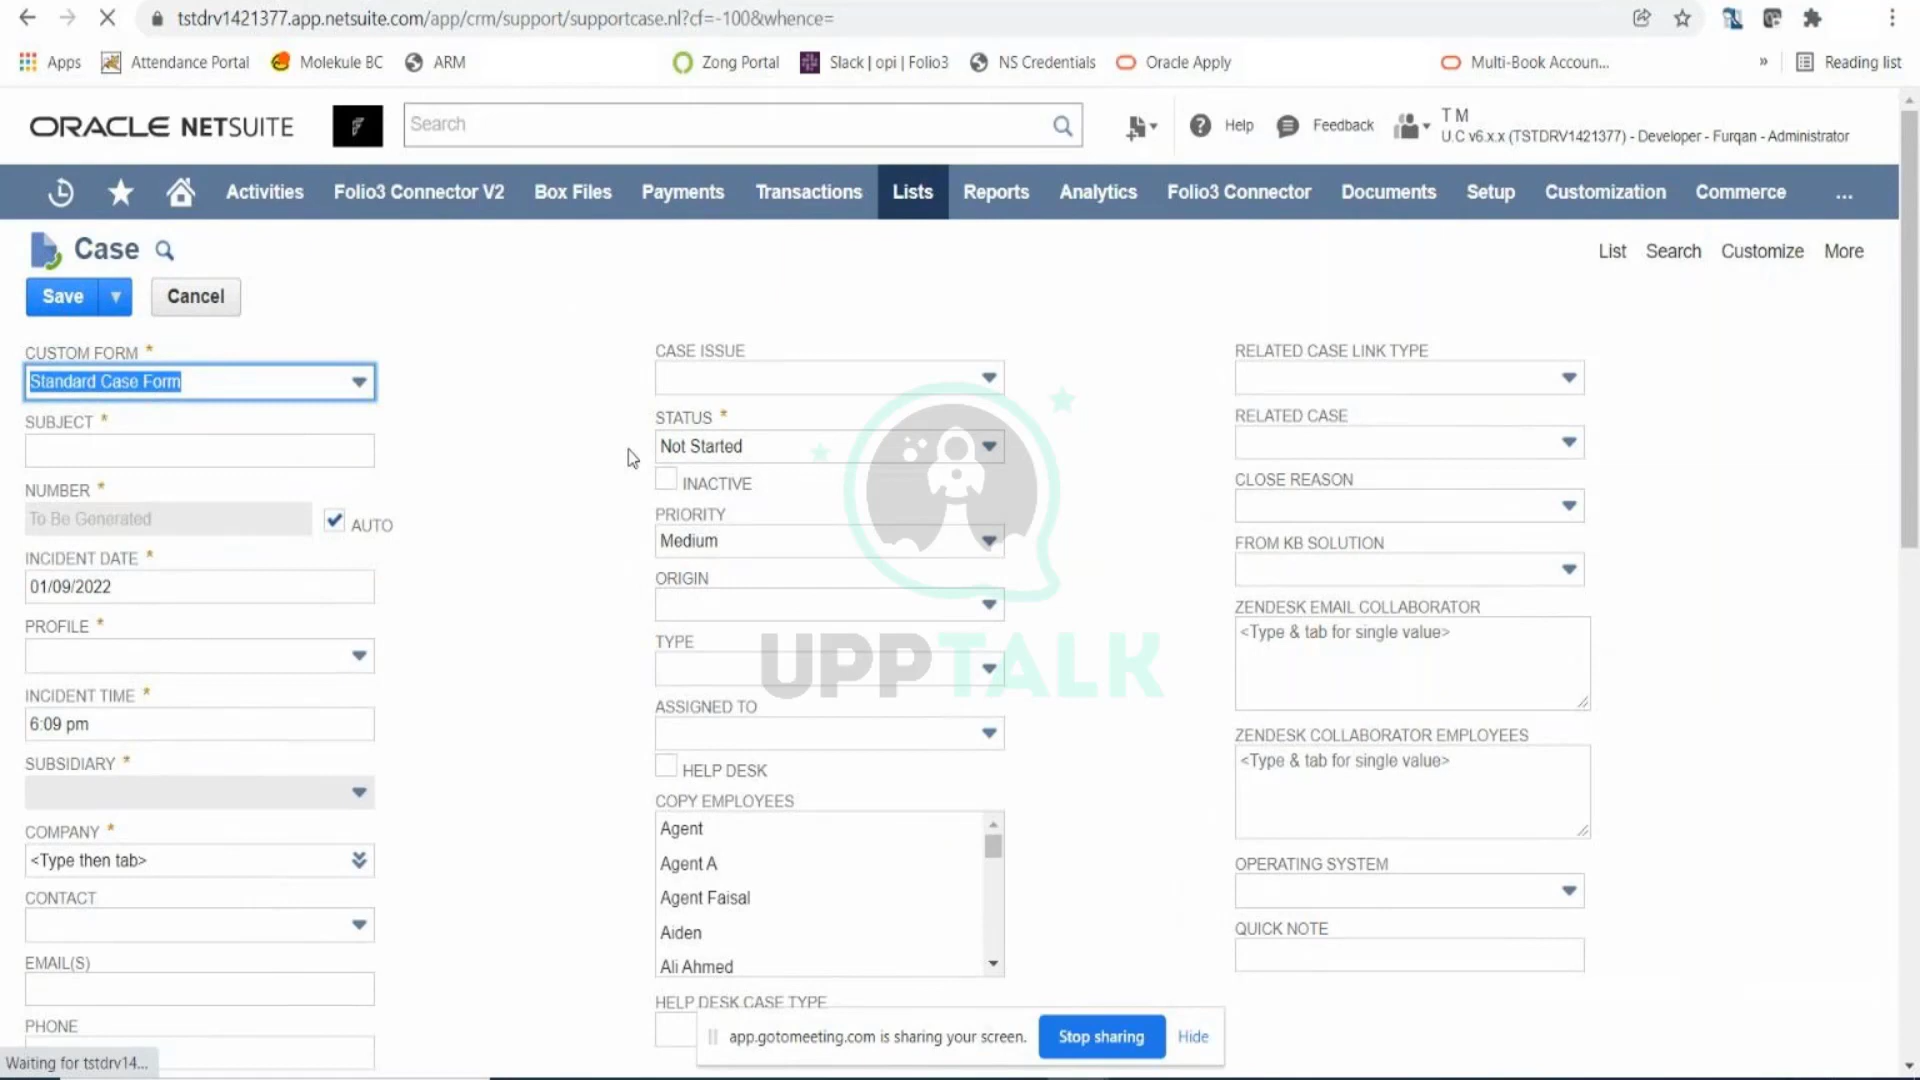 tstdrv1421377.app.netsuite.com/app/crm/support/supportcase.nl?cf=-100&whence=
Apps Attendance Portal Molekule BC ARM Zong Portal Slack | opi | Folio3 NS Credentials Oracle Apply Multi-Book Accoun... » Reading list
ORACLE NETSUITE Search Help Feedback T M
U.C v6.x.x (TSTDRV1421377) - Developer - Furqan - Administrator
Activities Folio3 Connector V2 Box Files Payments Transactions Lists Reports Analytics Folio3 Connector Documents Setup Customization Commerce ...
Case List Search Customize More
Save Cancel
CUSTOM FORM *
Standard Case Form
SUBJECT *
NUMBER *
To Be Generated AUTO
INCIDENT DATE *
01/09/2022
PROFILE *
INCIDENT TIME *
6:09 pm
SUBSIDIARY *
COMPANY *
<Type then tab>
CONTACT
EMAIL(S)
PHONE
CASE ISSUE
STATUS *
Not Started
INACTIVE
PRIORITY
Medium
ORIGIN
TYPE
ASSIGNED TO
HELP DESK
COPY EMPLOYEES
Agent
Agent A
Agent Faisal
Aiden
Ali Ahmed
HELP DESK CASE TYPE
RELATED CASE LINK TYPE
RELATED CASE
CLOSE REASON
FROM KB SOLUTION
ZENDESK EMAIL COLLABORATOR
<Type & tab for single value>
ZENDESK COLLABORATOR EMPLOYEES
<Type & tab for single value>
OPERATING SYSTEM
QUICK NOTE
UPPTALK
app.gotomeeting.com is sharing your screen. Stop sharing Hide
Waiting for tstdrv14...